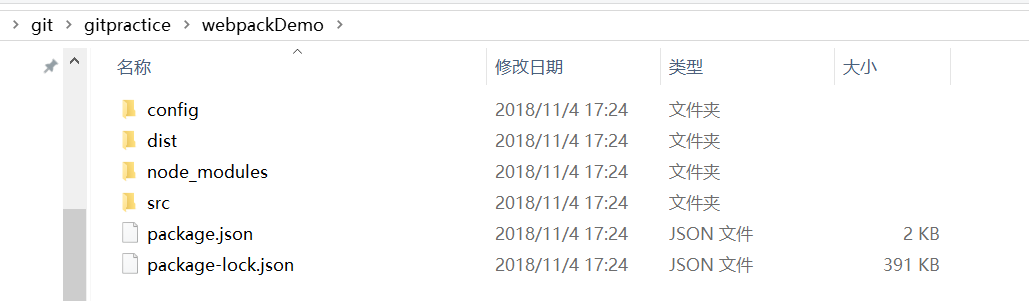 git gitpractice webpackDemo
名称 修改日期 类型 大小
config 2018/11/4 17:24 文件夹
dist 2018/11/4 17:24 文件夹
node_modules 2018/11/4 17:24 文件夹
src 2018/11/4 17:24 文件夹
package.json 2018/11/4 17:24 JSON 文件 2 KB
package-lock.json 2018/11/4 17:24 JSON 文件 391 KB